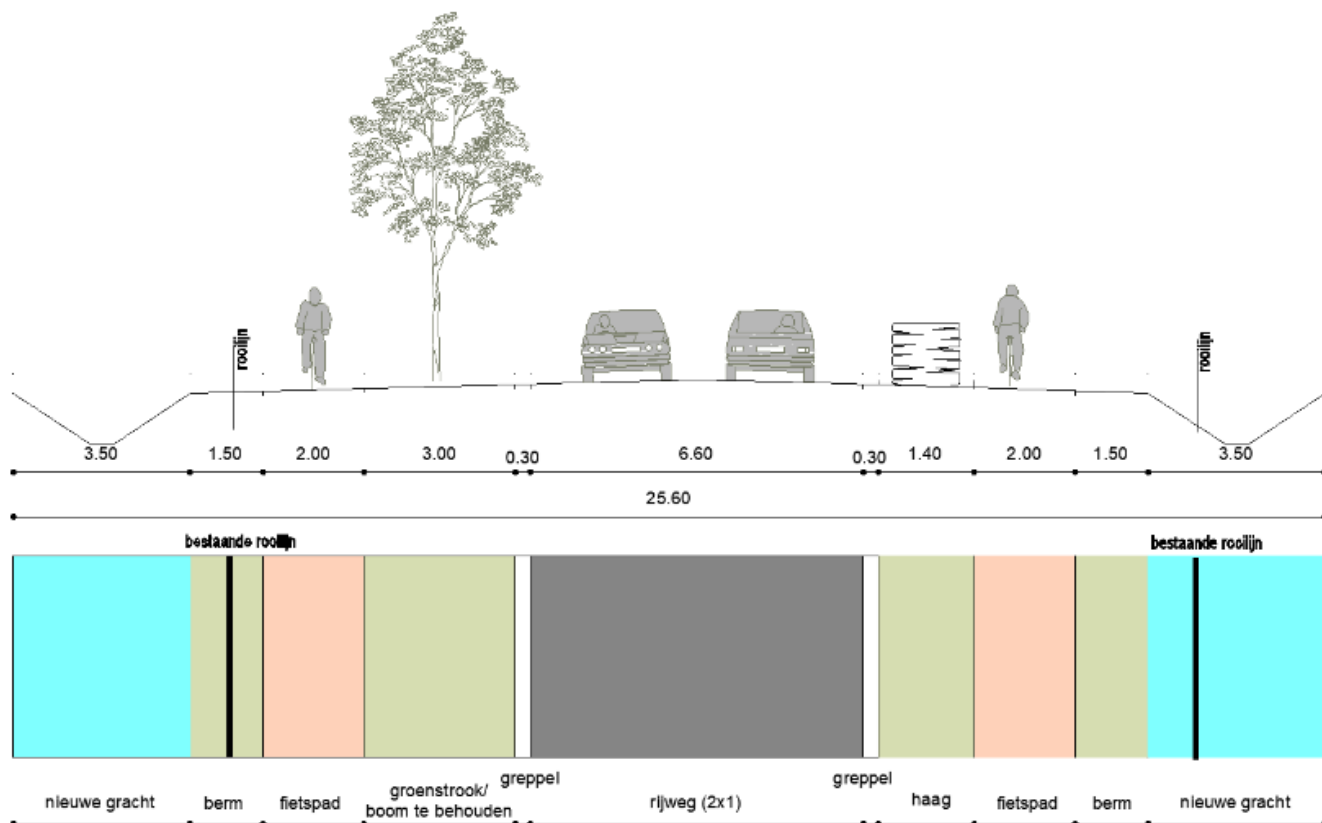 rooilijn
rooilijn
3.50 1.50 2.00 3.00 0.30 6.60 0.30 1.40 2.00 1.50 3.50
25.60
bestaande rooilijn bestaande rooilijn
greppel greppel
nieuwe gracht berm fietspad groenstrook/ rijweg (2x1) haag fietspad berm nieuwe gracht
boom te behouden